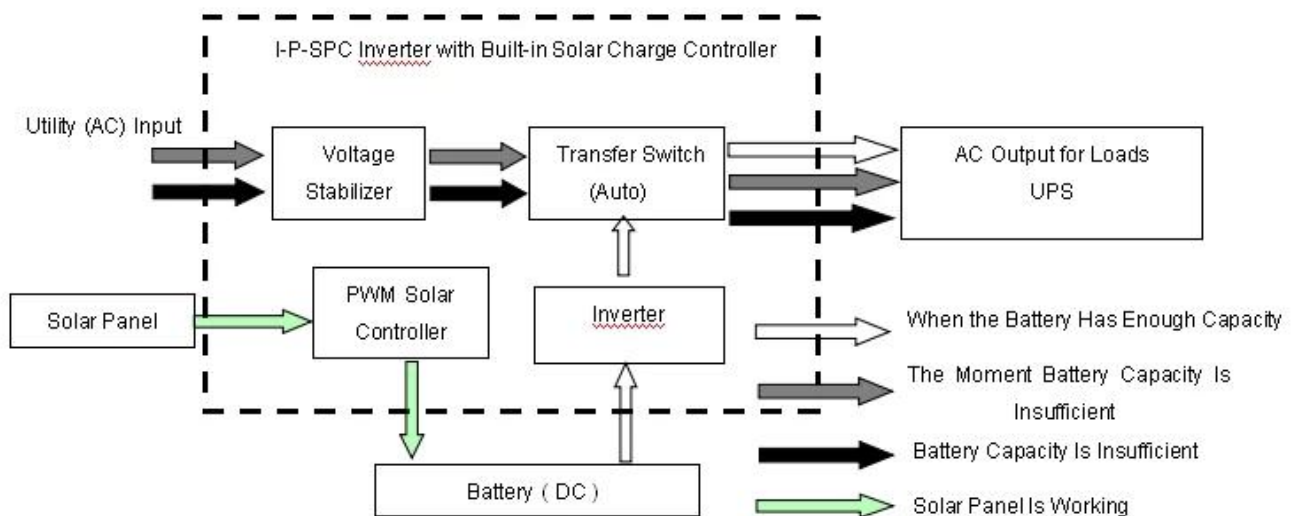 I-P-SPC Inverter with Built-in Solar Charge Controller
Utility (AC) Input
Voltage
Stabilizer
Transfer Switch
(Auto)
AC Output for Loads
UPS
Solar Panel
PWM Solar
Controller
Inverter
Battery ( DC )
When the Battery Has Enough Capacity
The Moment Battery Capacity Is
Insufficient
Battery Capacity Is Insufficient
Solar Panel Is Working